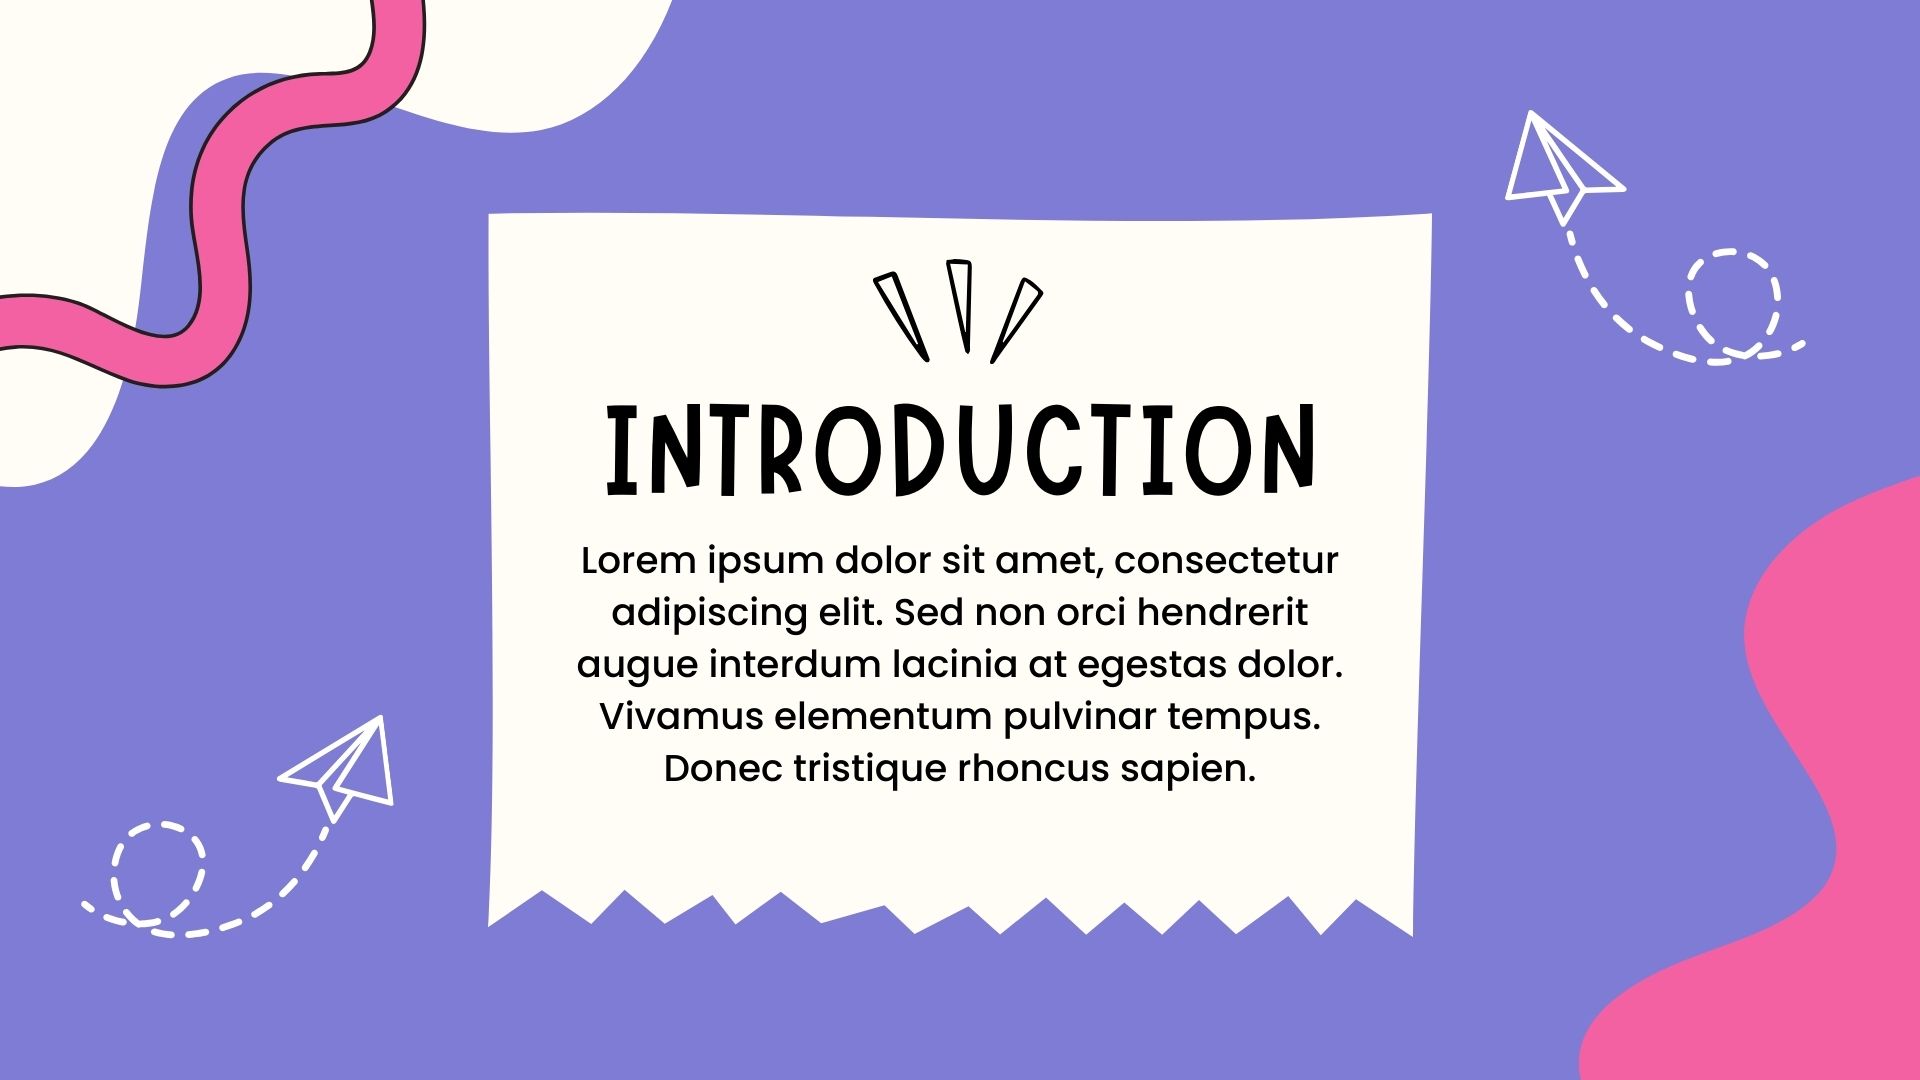 INTRODUCTION
Lorem ipsum dolor sit amet, consectetur
adipiscing elit. Sed non orci hendrerit
augue interdum lacinia at egestas dolor.
Vivamus elementum pulvinar tempus.
Donec tristique rhoncus sapien.